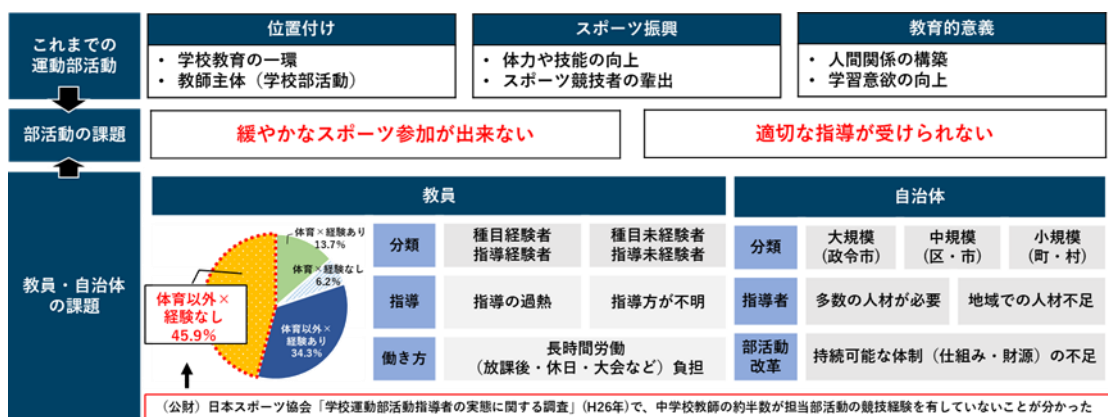 これまでの
運動部活動
位置付け
・ 学校教育の一環
・ 教師主体（学校部活動）
スポーツ振興
・ 体力や技能の向上
・ スポーツ競技者の輩出
教育的意義
・ 人間関係の構築
・ 学習意欲の向上
部活動の課題
緩やかなスポーツ参加が出来ない
適切な指導が受けられない
教員・自治体
の課題
教員
体育×経験あり
13.7%
体育×経験なし
6.2%
体育以外×
経験あり
34.3%
体育以外×
経験なし
45.9%
分類
種目経験者
指導経験者
種目未経験者
指導未経験者
指導
指導の過熱
指導方が不明
働き方
長時間労働
（放課後・休日・大会など）負担
自治体
分類
大規模
(政令市)
中規模
(区・市)
小規模
(町・村)
指導者
多数の人材が必要
地域での人材不足
部活動
改革
持続可能な体制（仕組み・財源）の不足
（公財）日本スポーツ協会「学校運動部活動指導者の実態に関する調査」(H26年)で、中学校教師の約半数が担当部活動の競技経験を有していないことが分かった